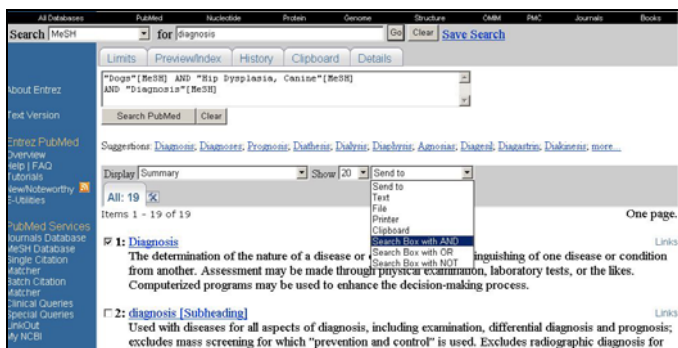 All Databases PubMed Nucleotide Protein Genome Structure OMIM PMC Journals Books
Search MeSH for diagnosis Go Clear Save Search
Limits Preview/Index History Clipboard Details
"Dogs"[MeSH] AND "Hip Dysplasia, Canine"[MeSH]
AND "Diagnosis"[MeSH]
Search PubMed Clear
About Entrez
Text Version
Entrez PubMed
Overview
Help | FAQ
Tutorials
New/Noteworthy
E-Utilities
PubMed Services
Journals Database
MeSH Database
Single Citation
Matcher
Batch Citation
Matcher
Clinical Queries
Special Queries
LinkOut
My NCBI
Suggestions: Diagnosis; Diagnoses; Prognosis; Diathesis; Dialysis; Diaphysis; more...
Display Summary Show 20 Send to
Send to
Text
File
Printer
Clipboard
Search Box with AND
Search Box with OR
Search Box with NOT
All: 19
Items 1 - 19 of 19 One page.
1: Diagnosis Links
The determination of the nature of a disease or inguishing of one disease or condition
from another. Assessment may be made through physical examination, laboratory tests, or the likes.
Computerized programs may be used to enhance the decision-making process.
2: diagnosis [Subheading] Links
Used with diseases for all aspects of diagnosis, including examination, differential diagnosis and prognosis;
excludes mass screening for which "prevention and control" is used. Excludes radiographic diagnosis for